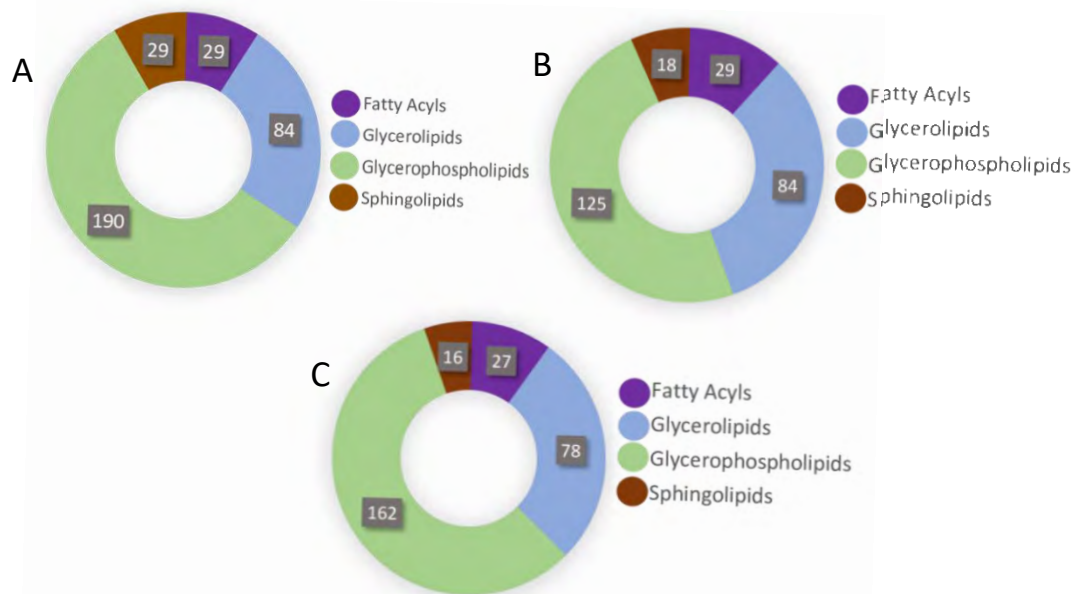 A
29
29
84
190
Fatty Acyls
Glycerolipids
Glycerophospholipids
Sphingolipids
B
18
29
84
125
Fatty Acyls
Glycerolipids
Glycerophospholipids
Sphingolipids
C
16
27
78
162
Fatty Acyls
Glycerolipids
Glycerophospholipids
Sphingolipids